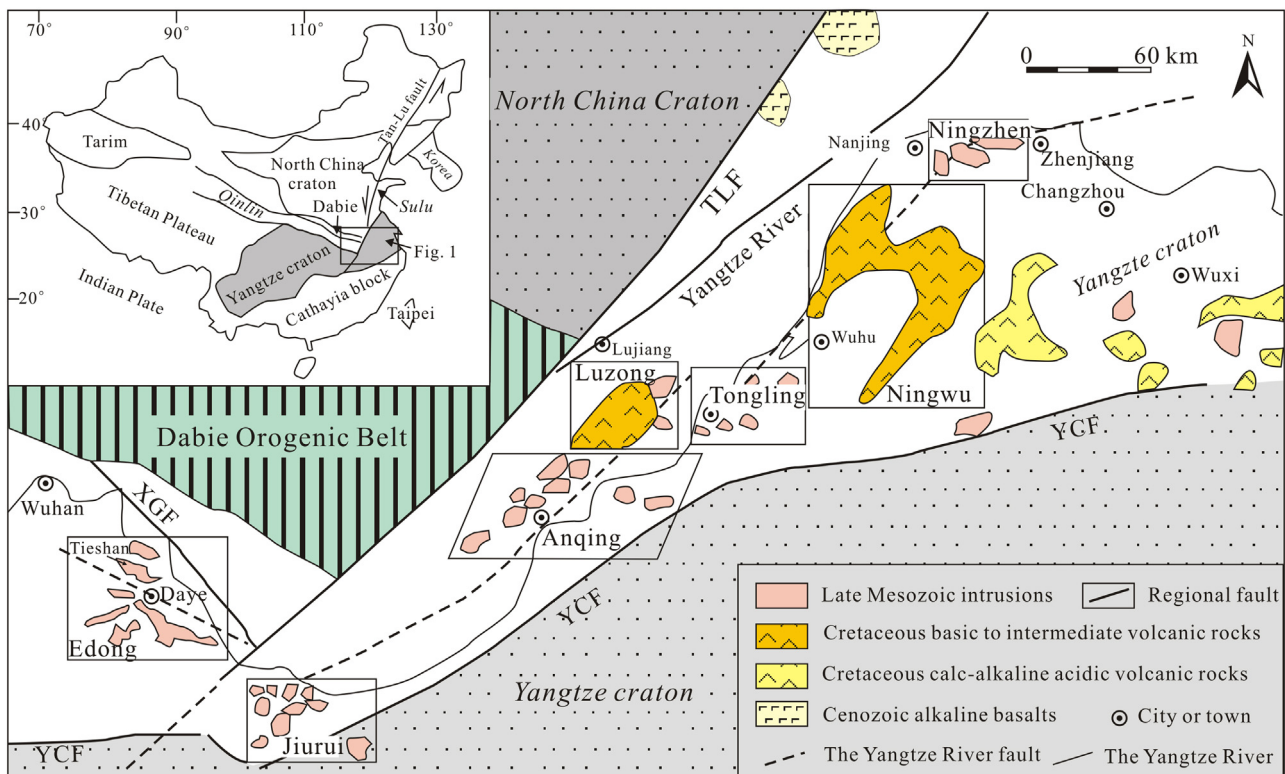 70°
90°
110°
130°
40°
30°
20°
Tarim
Tibetan Plateau
Indian Plate
Qinlin
North China
craton
Dabie
Tan-Lu fault
Korea
Sulu
Fig. 1
Yangtze craton
Cathayia block
Taipei
North China Craton
TLF
Yangtze River
0
60 km
N
Nanjing
Ningzhen
Zhenjiang
Changzhou
Yangzte craton
Wuxi
Wuhu
Ningwu
Lujiang
Luzong
Tongling
YCF
Dabie Orogenic Belt
Anqing
YCF
Wuhan
XGF
Tieshan
Daye
Edong
Jiurui
YCF
Yangtze craton
Late Mesozoic intrusions
Regional fault
Cretaceous basic to intermediate volcanic rocks
Cretaceous calc-alkaline acidic volcanic rocks
Cenozoic alkaline basalts
City or town
The Yangtze River fault
The Yangtze River